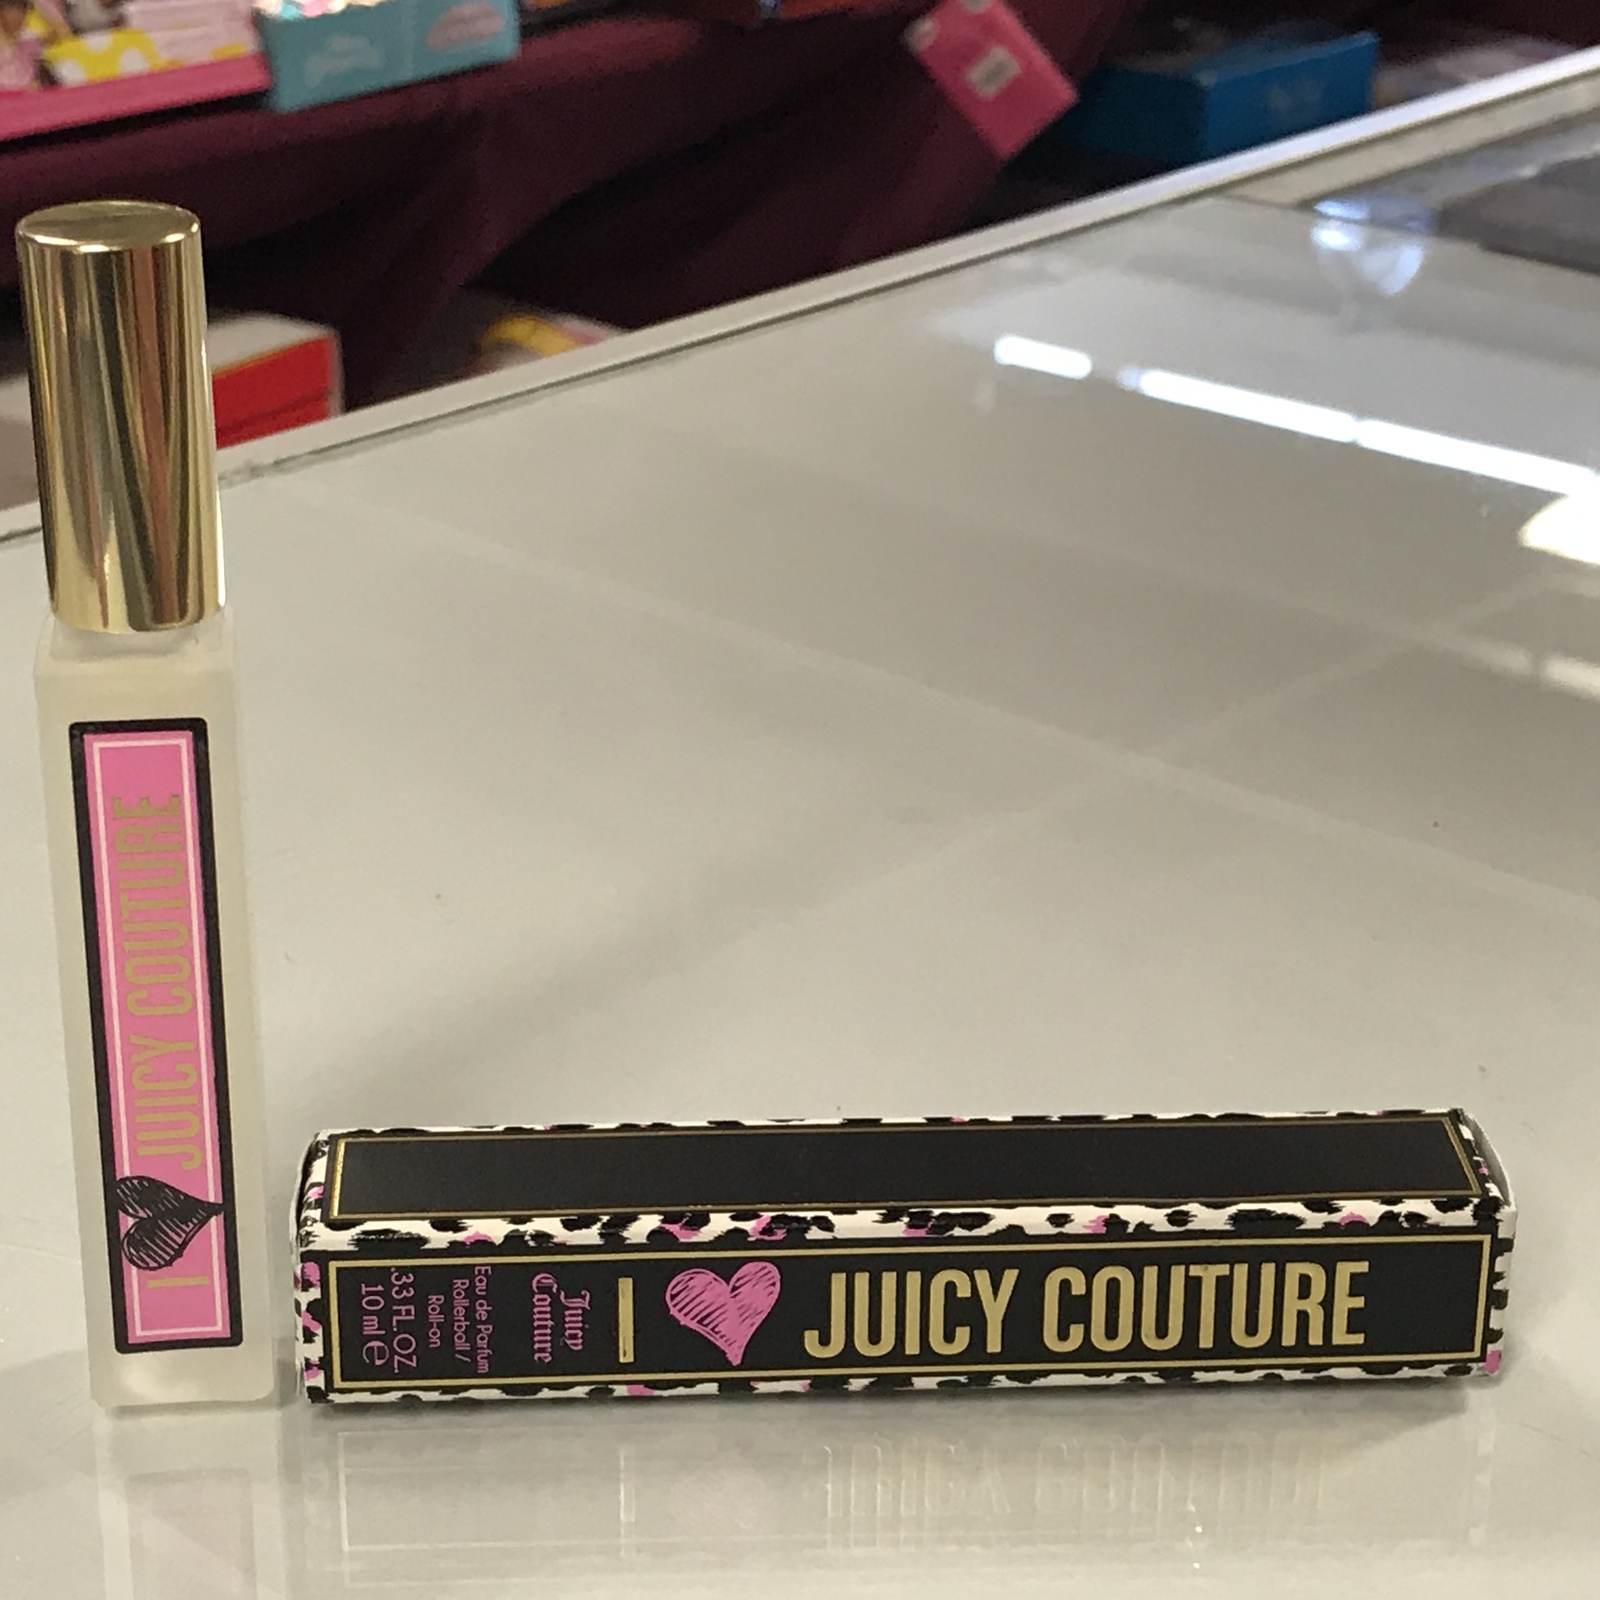 I JUICY COUTURE
I JUICY COUTURE
Juicy
Couture
Eau de Parfum
Rollerball /
Roll-on
.33 FL.OZ.
10 ml e